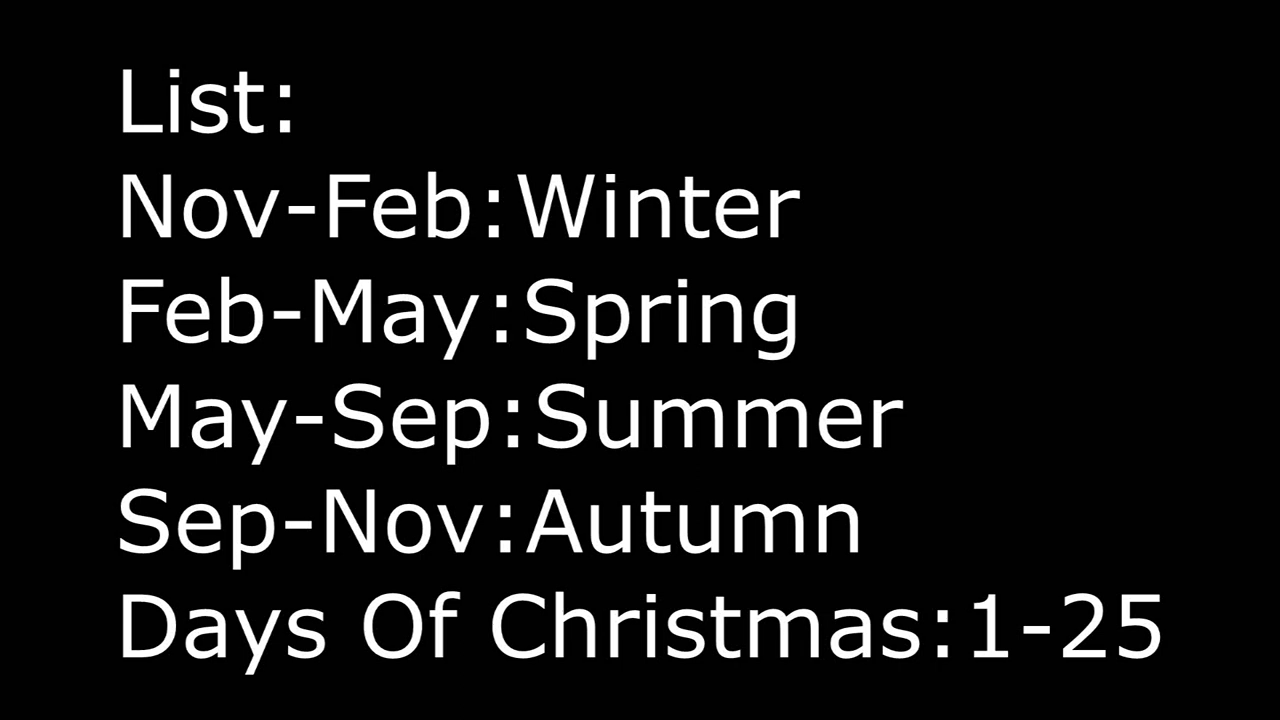 List:
Nov-Feb:Winter
Feb-May:Spring
May-Sep:Summer
Sep-Nov:Autumn
Days Of Christmas:1-25